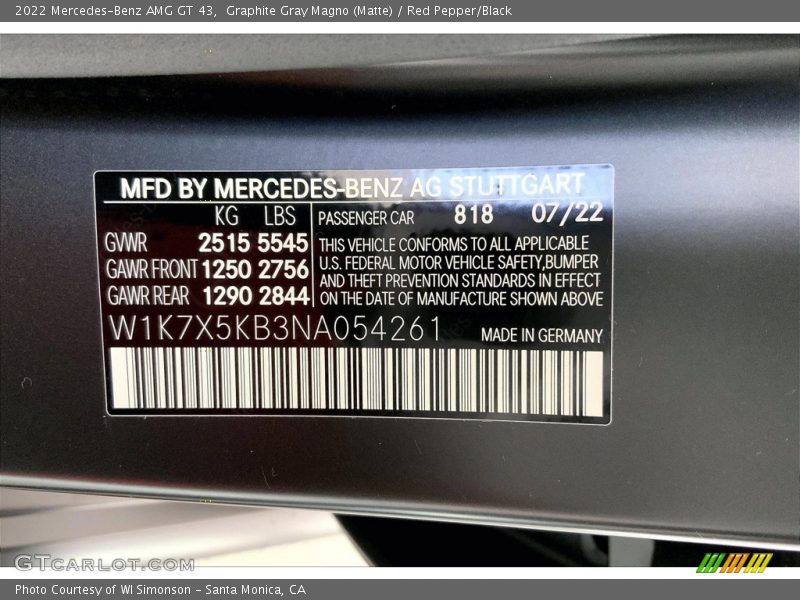 2022 Mercedes-Benz AMG GT 43, Graphite Gray Magno (Matte) / Red Pepper/Black
MFD BY MERCEDES-BENZ AG STUTTGART
KG LBS
GVWR 2515 5545
GAWR FRONT 1250 2756
GAWR REAR 1290 2844
PASSENGER CAR 818 07/22
THIS VEHICLE CONFORMS TO ALL APPLICABLE
U.S. FEDERAL MOTOR VEHICLE SAFETY, BUMPER
AND THEFT PREVENTION STANDARDS IN EFFECT
ON THE DATE OF MANUFACTURE SHOWN ABOVE
W1K7X5KB3NA054261
MADE IN GERMANY
GTCARLOT.COM
Photo Courtesy of WI Simonson - Santa Monica, CA